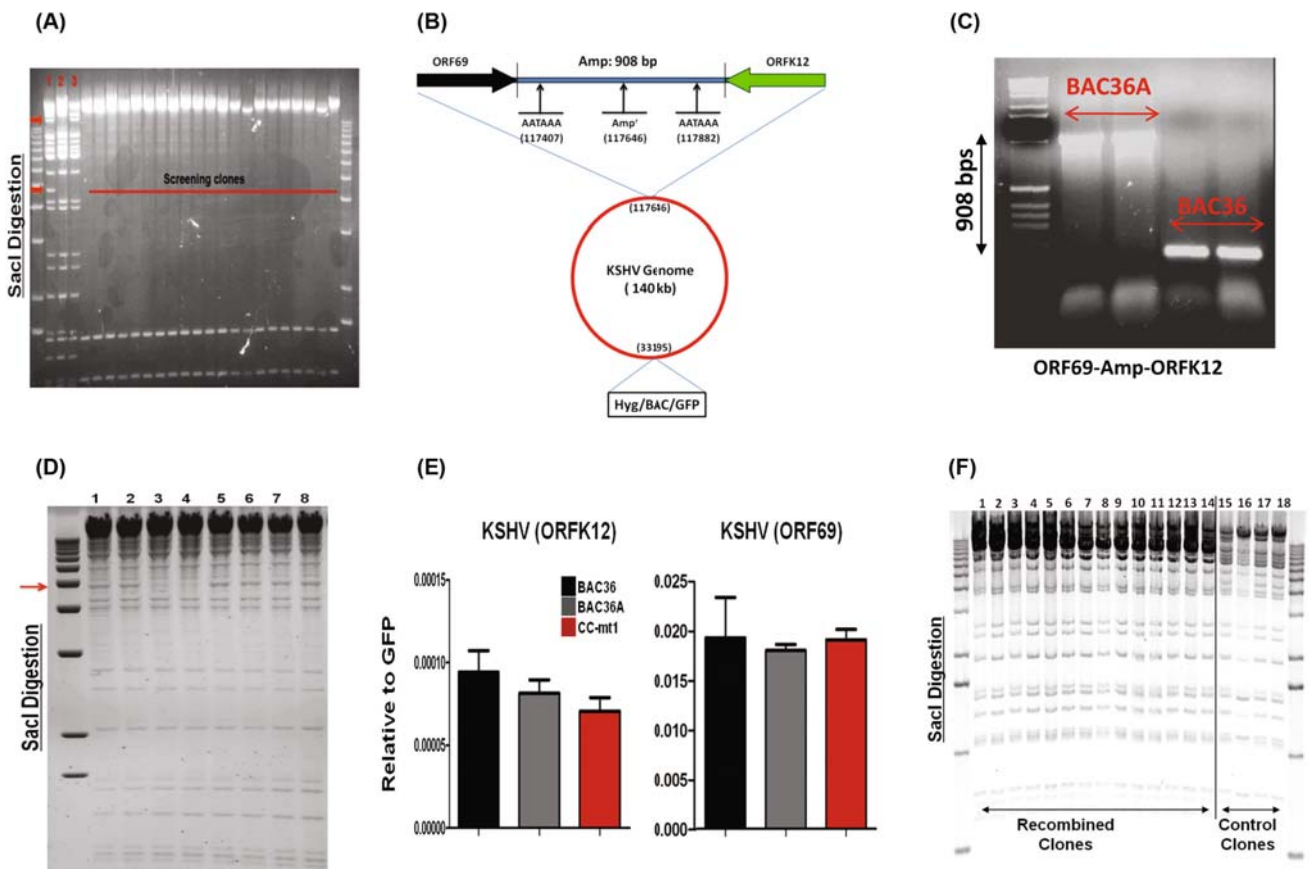 (A)
1 2 3
Screening clones
SacI Digestion
(B)
ORF69
Amp: 908 bp
ORFK12
AATAAA
(117407)
Ampr
(117646)
AATAAA
(117882)
(117646)
KSHV Genome
( 140 kb)
(33195)
Hyg/BAC/GFP
(C)
BAC36A
BAC36
908 bps
ORF69-Amp-ORFK12
(D)
1 2 3 4 5 6 7 8
SacI Digestion
(E)
KSHV (ORFK12)
KSHV (ORF69)
BAC36
BAC36A
CC-mt1
Relative to GFP
0.00015
0.00010
0.00005
0.00000
0.025
0.020
0.015
0.010
0.005
0.000
(F)
1 2 3 4 5 6 7 8 9 10 11 12 13 14 15 16 17 18
SacI Digestion
Recombined
Clones
Control
Clones